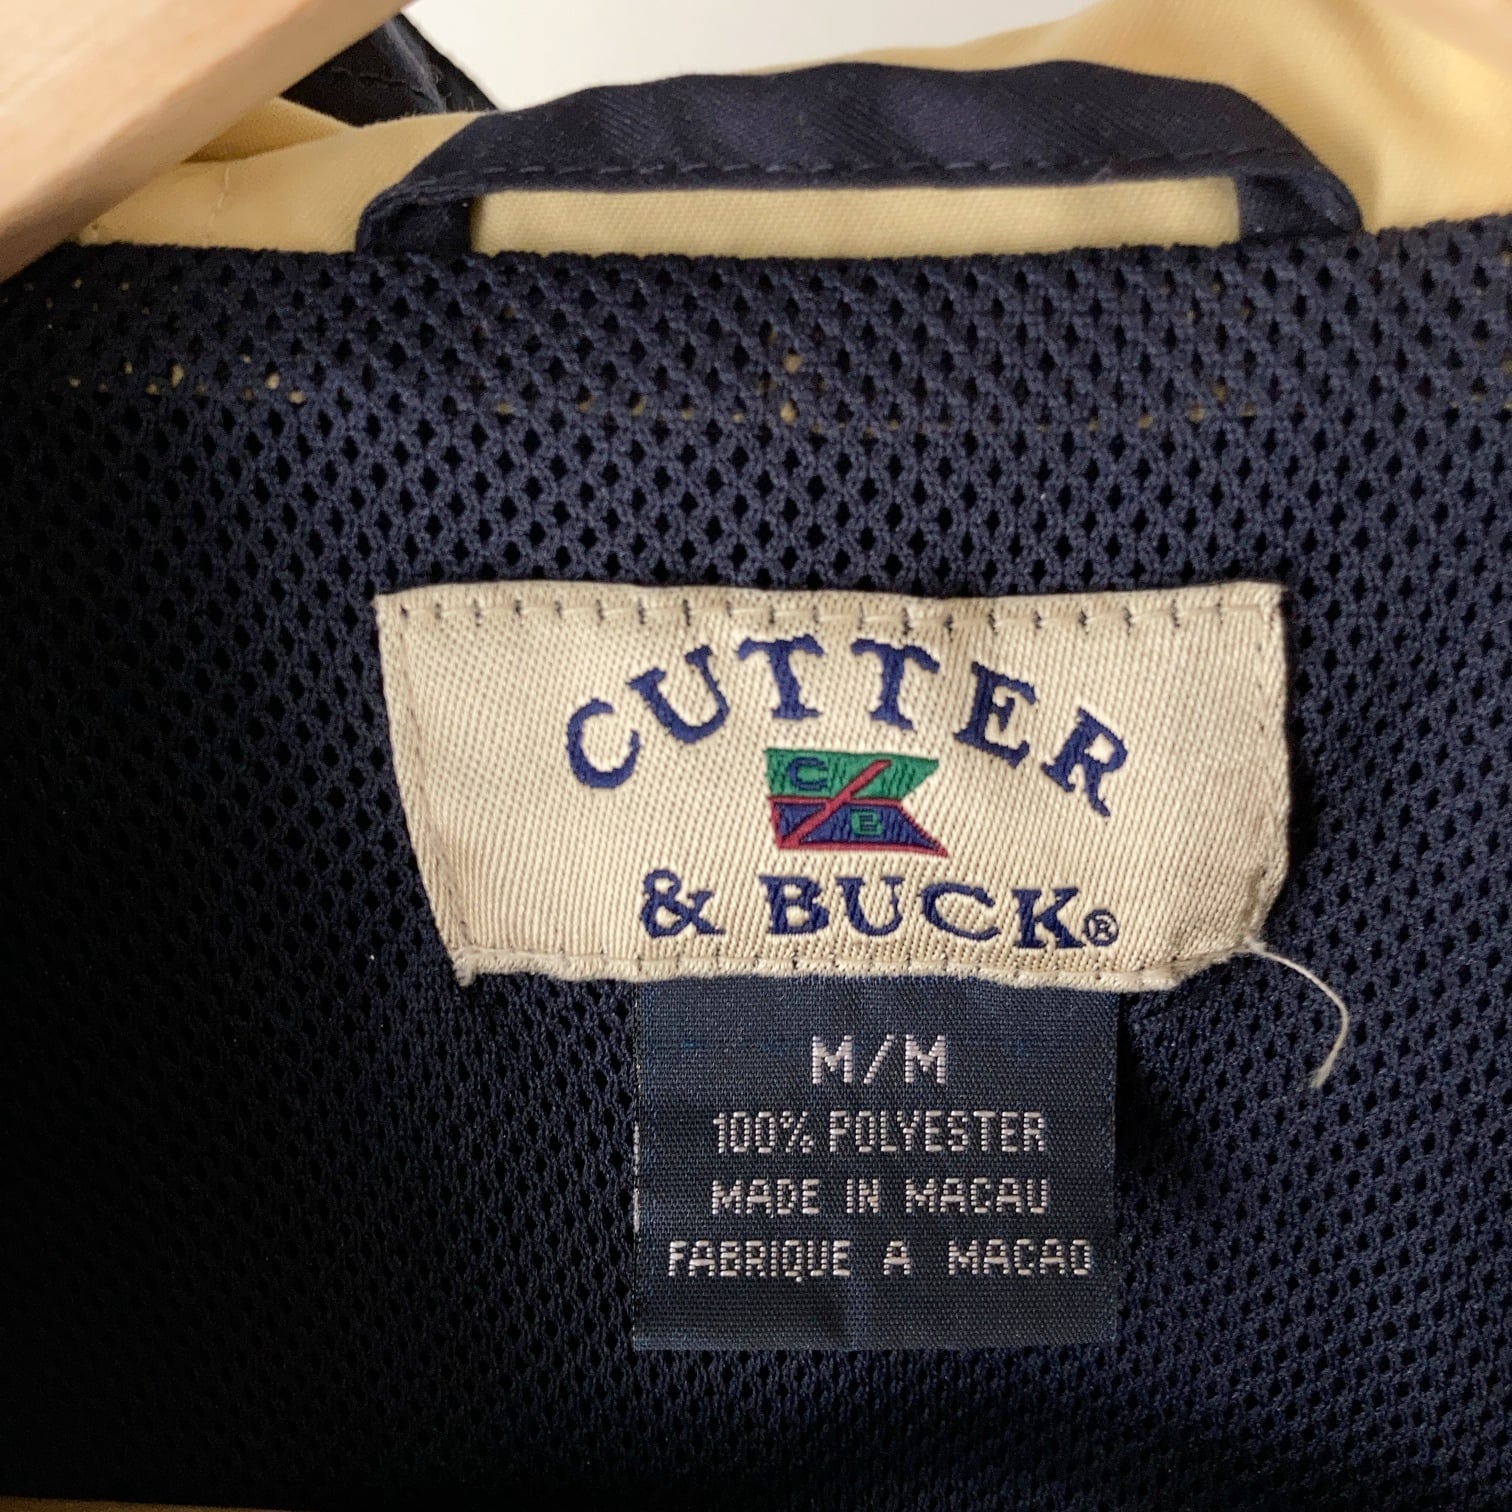 CUTTER
C
B
& BUCK®
M/M
100% POLYESTER
MADE IN MACAU
FABRIQUE A MACAO